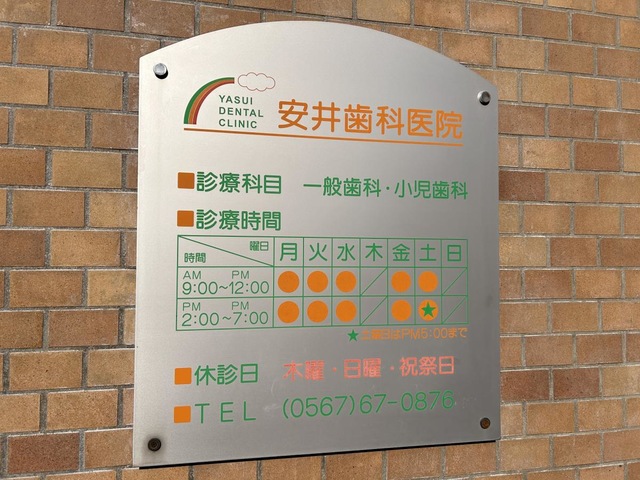 YASUI
DENTAL
CLINIC
安井歯科医院
■診療科目 一般歯科・小児歯科
■診療時間
曜日 時間 月 火 水 木 金 土 日
AM 9:00~PM 12:00 ● ● ● ／ ● ● ／
PM 2:00~PM 7:00 ● ● ● ／ ● ★ ／
★土曜日はPM5:00まで
■休診日 木曜・日曜・祝祭日
■TEL (0567)67-0876